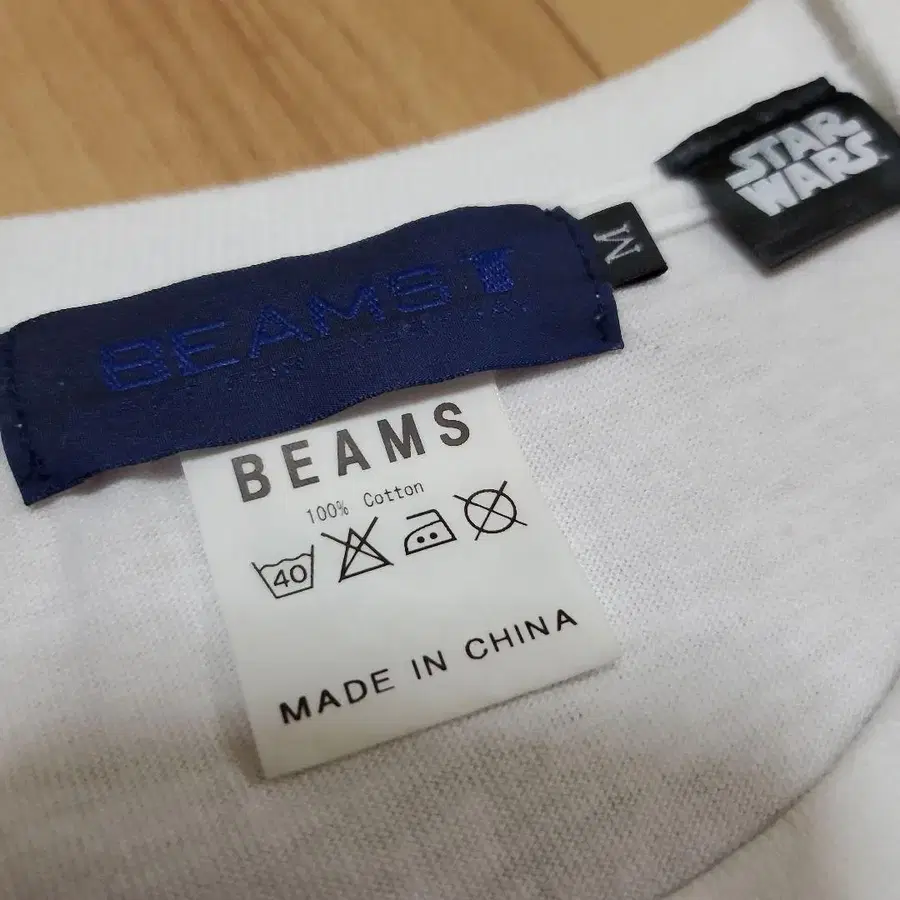 STAR
WARS
M
BEAMS T
BEAMS
100% Cotton
40
MADE IN CHINA